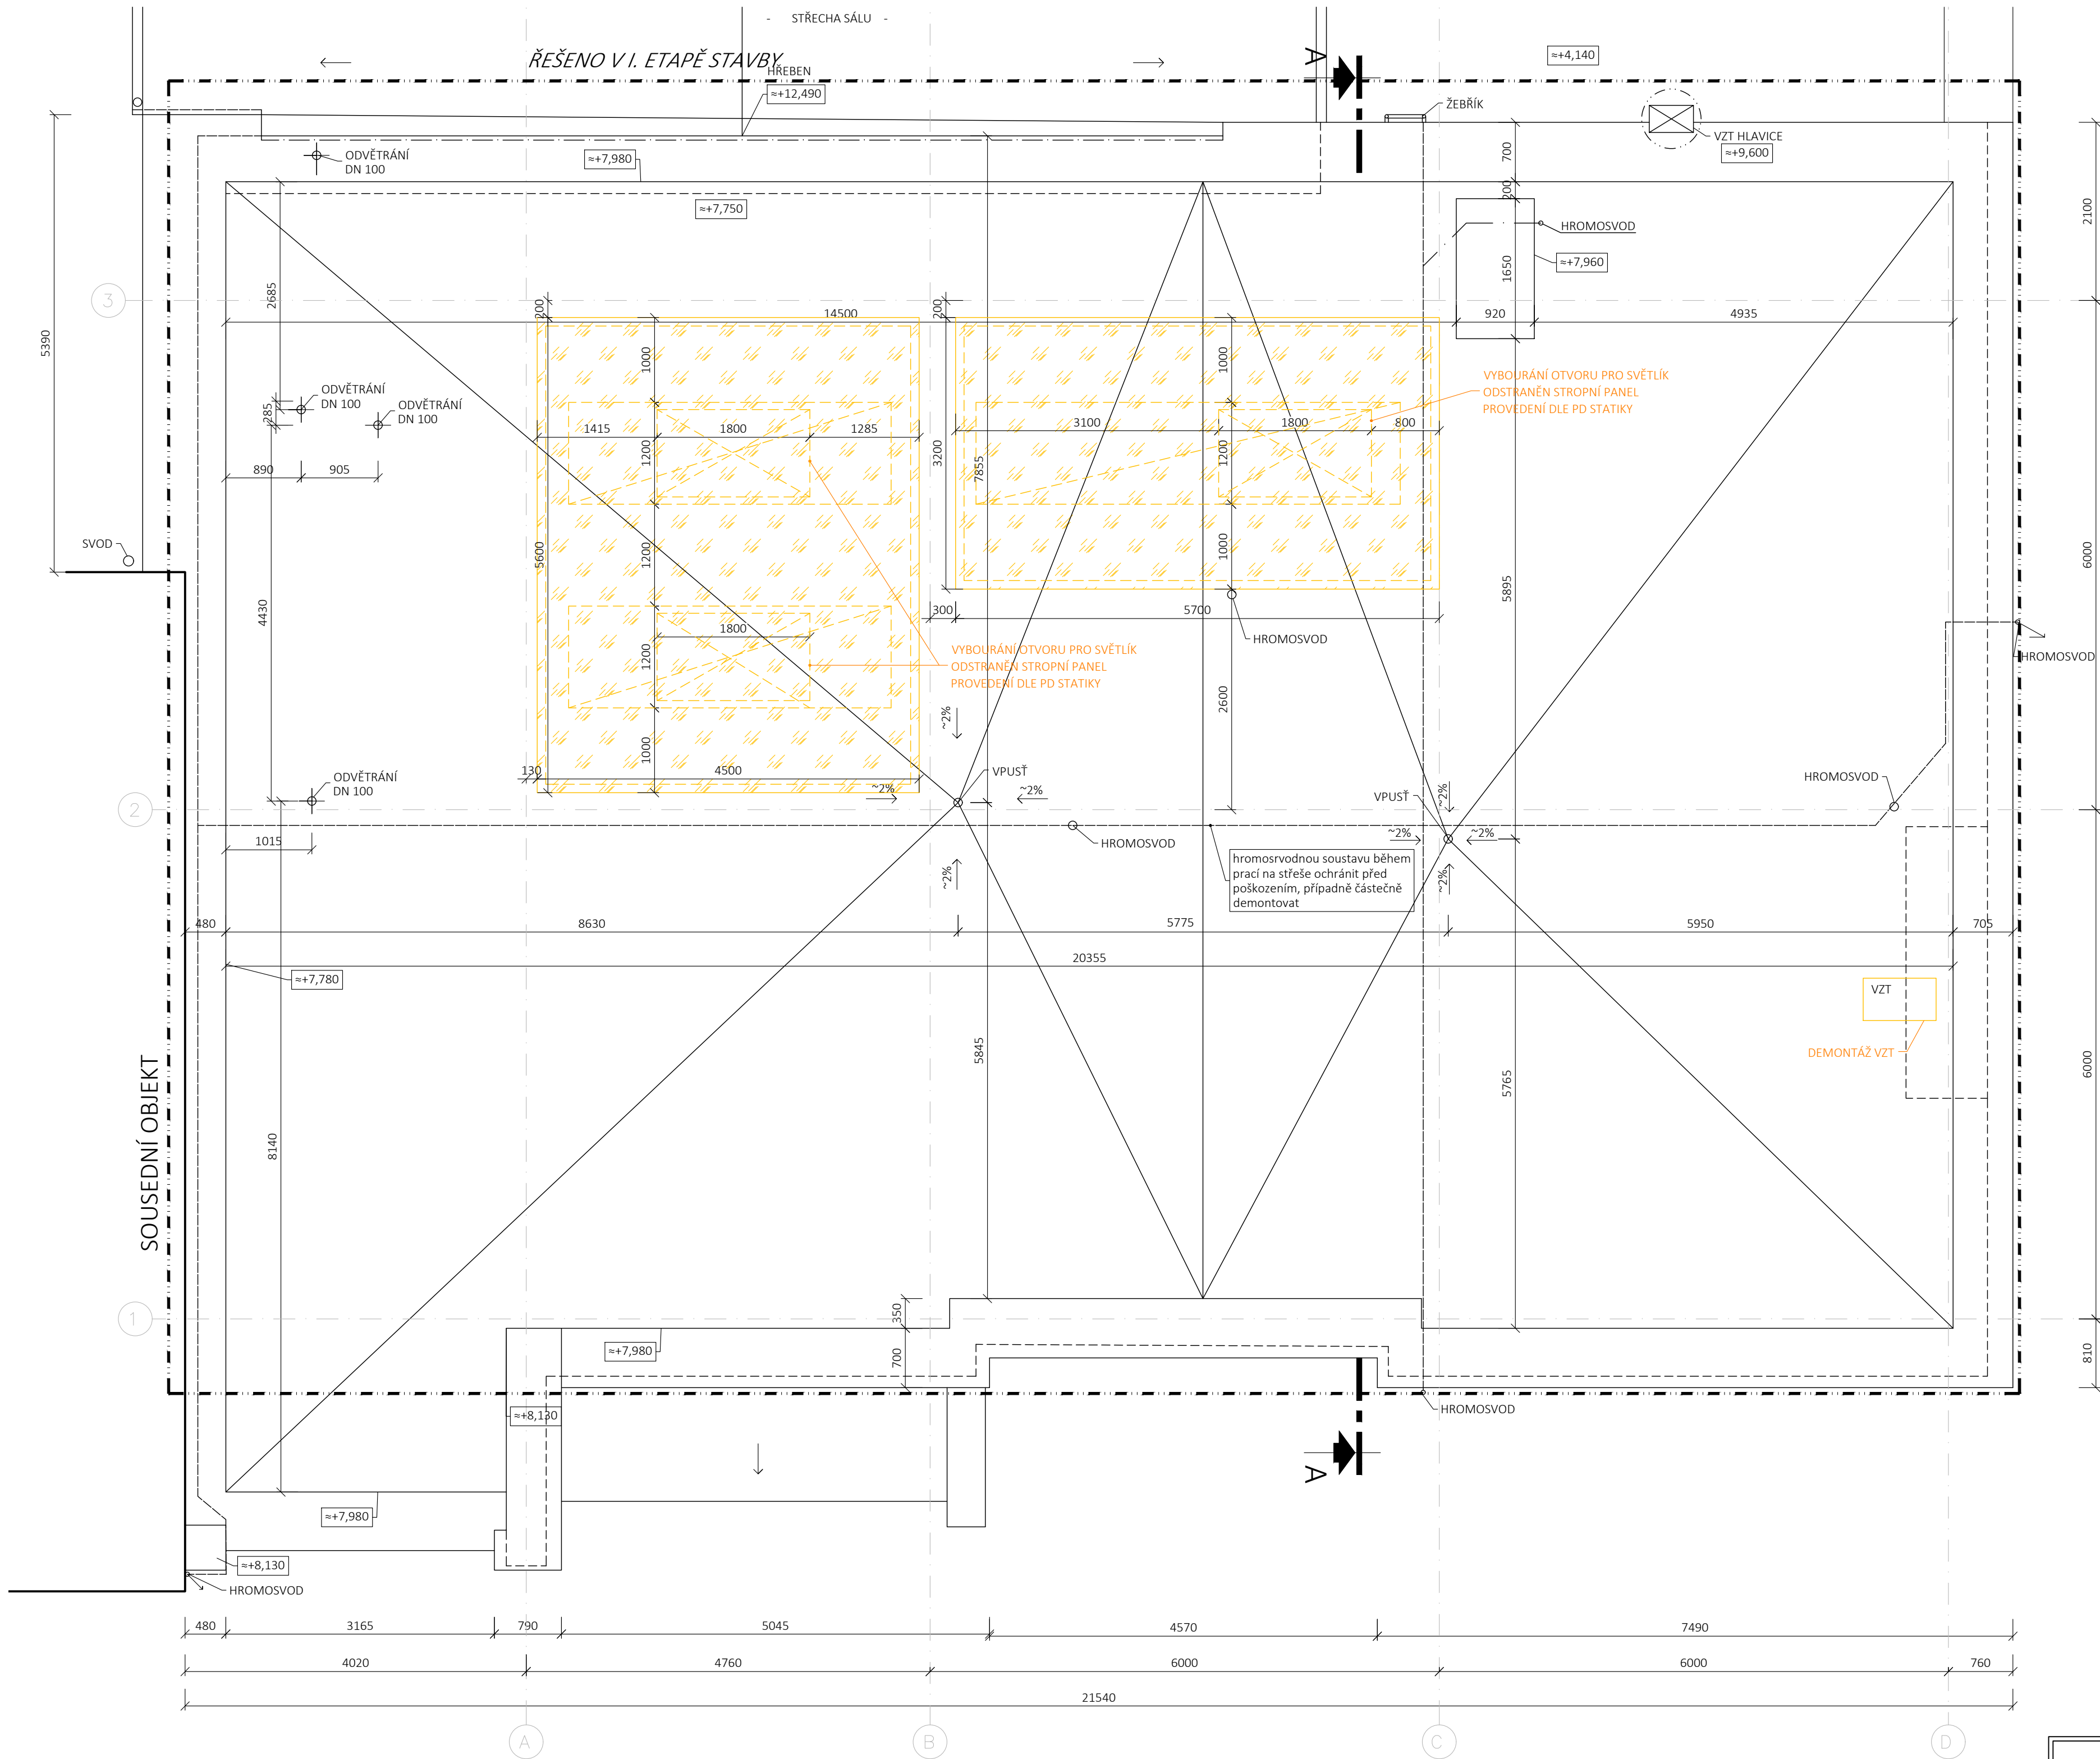 - STŘECHA SÁLU -
ŘEŠENO V I. ETAPĚ STAVBY
HŘEBEN
≈+12,490
A
≈+4,140
ŽEBŘÍK
VZT HLAVICE
≈+9,600
ODVĚTRÁNÍ
DN 100
≈+7,980
≈+7,750
700
200
2100
HROMOSVOD
≈+7,960
1650
2685
3
200
14500
200
920
4935
5390
1000
1000
ODVĚTRÁNÍ
DN 100
285
ODVĚTRÁNÍ
DN 100
VYBOURÁNÍ OTVORU PRO SVĚTLÍK
ODSTRANĚN STROPNÍ PANEL
PROVEDENÍ DLE PD STATIKY
1415
1800
1285
3100
1800
800
1200
3200
7855
1200
890
905
SVOD
5600
1200
1000
6000
5895
4430
300
5700
1800
HROMOSVOD
1200
VYBOURÁNÍ OTVORU PRO SVĚTLÍK
ODSTRANĚN STROPNÍ PANEL
PROVEDENÍ DLE PD STATIKY
HROMOSVOD
2600
~2%
1000
130
4500
VPUSŤ
ODVĚTRÁNÍ
DN 100
~2%
~2%
VPUSŤ
~2%
HROMOSVOD
2
1015
HROMOSVOD
~2%
~2%
hromosrvodnou soustavu během
prací na střeše ochránit před
poškozením, případně částečně
demontovat
~2%
~2%
480
8630
5775
5950
705
20355
≈+7,780
VZT
DEMONTÁŽ VZT
SOUSEDNÍ OBJEKT
5845
5765
6000
8140
1
350
700
≈+7,980
810
≈+8,130
HROMOSVOD
A
≈+7,980
≈+8,130
HROMOSVOD
480
3165
790
5045
4570
7490
4020
4760
6000
6000
760
21540
A
B
C
D